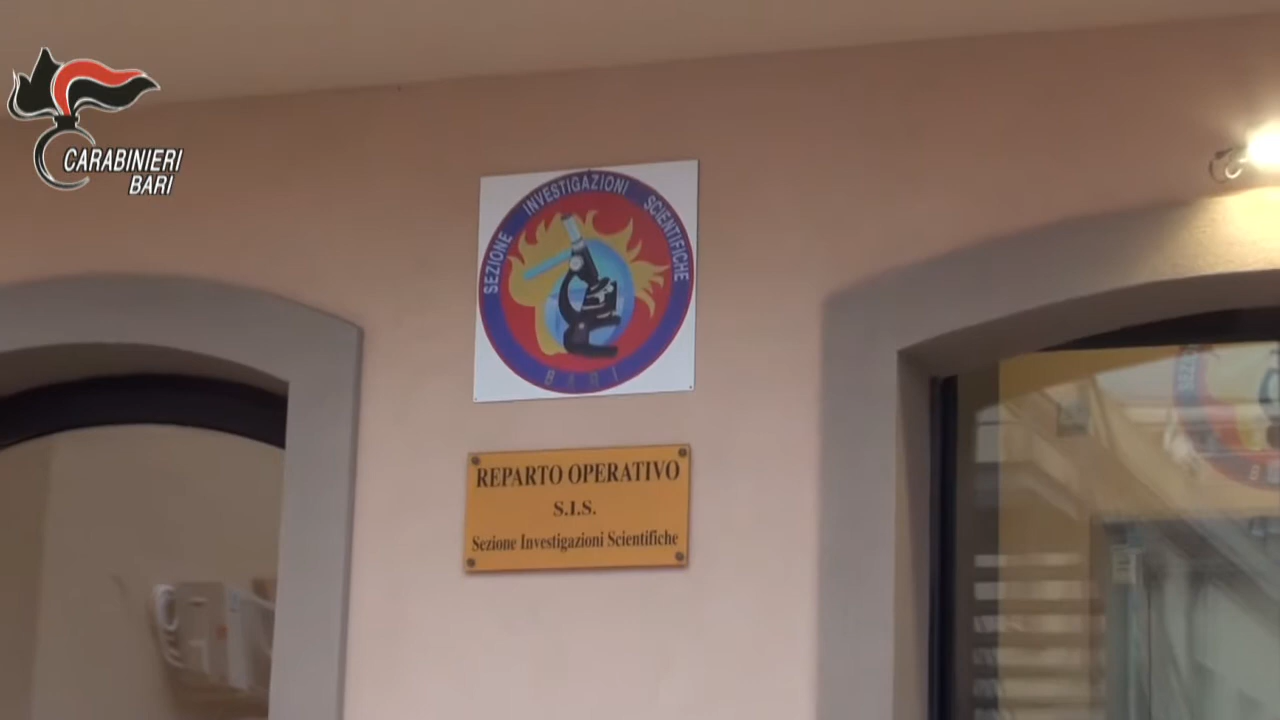 CARABINIERI
BARI
SEZIONE INVESTIGAZIONI SCIENTIFICHE
BARI
REPARTO OPERATIVO
S.I.S.
Sezione Investigazioni Scientifiche